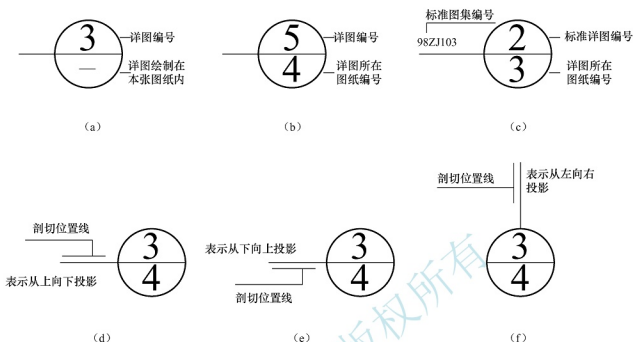 3
详图编号
—
详图绘制在
本张图纸内
(a)
5
详图编号
4
详图所在
图纸编号
(b)
标准图集编号
98ZJ103
2
标准详图编号
3
详图所在
图纸编号
(c)
剖切位置线
表示从上向下投影
3
4
(d)
表示从下向上投影
剖切位置线
3
4
(e)
剖切位置线
表示从左向右
投影
3
4
(f)
版权所有